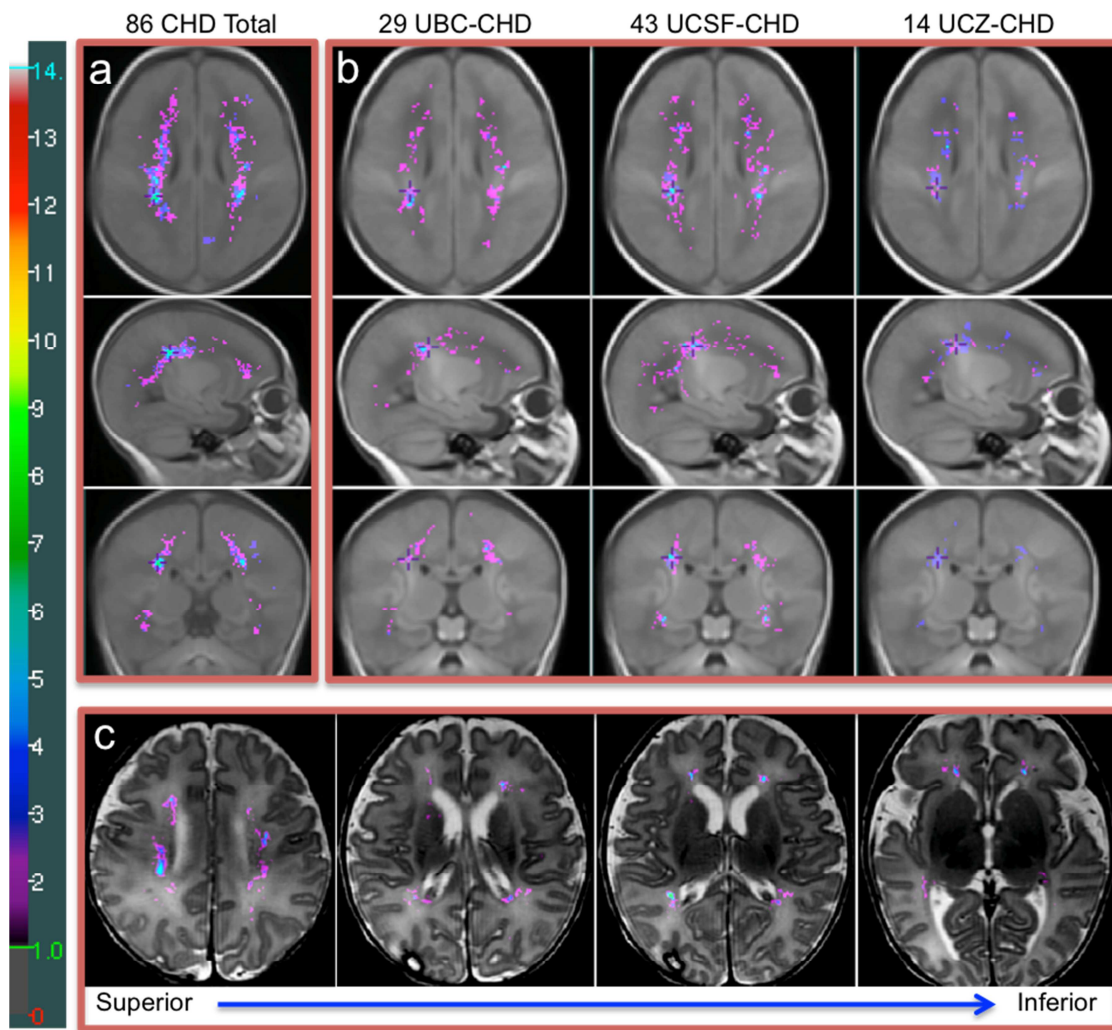 86 CHD Total
29 UBC-CHD
43 UCSF-CHD
14 UCZ-CHD
a
b
14.
13
12
11
10
9
8
7
6
5
4
3
2
1.0
0
c
Superior
Inferior